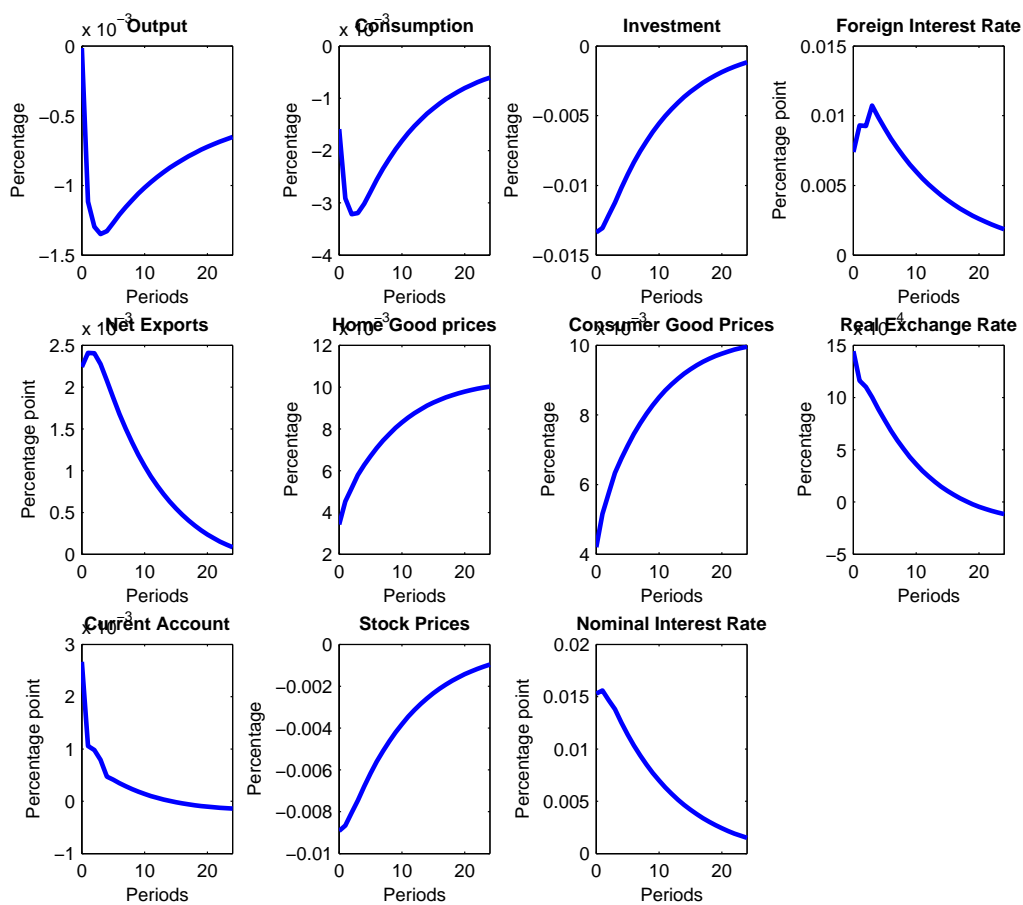 x 10−3
Output
0
−0.5
−1
−1.5
Percentage
0 10 20
Periods
x 10−3
Consumption
0
−1
−2
−3
−4
Percentage
0 10 20
Periods
Investment
0
−0.005
−0.01
−0.015
Percentage
0 10 20
Periods
Foreign Interest Rate
0.015
0.01
0.005
0
Percentage point
0 10 20
Periods
x 10−3
Net Exports
2.5
2
1.5
1
0.5
0
Percentage point
0 10 20
Periods
x 10−3
Home Good prices
12
10
8
6
4
2
Percentage
0 10 20
Periods
x 10−3
Consumer Good Prices
10
8
6
4
Percentage
0 10 20
Periods
x 10−4
Real Exchange Rate
15
10
5
0
−5
Percentage point
0 10 20
Periods
x 10−3
Current Account
3
2
1
0
−1
Percentage point
0 10 20
Periods
Stock Prices
0
−0.002
−0.004
−0.006
−0.008
−0.01
Percentage
0 10 20
Periods
Nominal Interest Rate
0.02
0.015
0.01
0.005
0
Percentage point
0 10 20
Periods